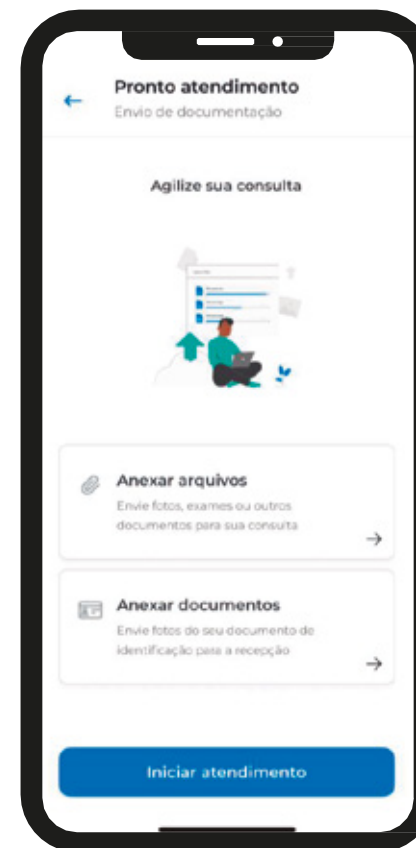 Pronto atendimento
Envio de documentação
Agilize sua consulta
Anexar arquivos
Envie fotos, exames ou outros
documentos para sua consulta
Anexar documentos
Envie fotos do seu documento de
identificação para a recepção
Iniciar atendimento